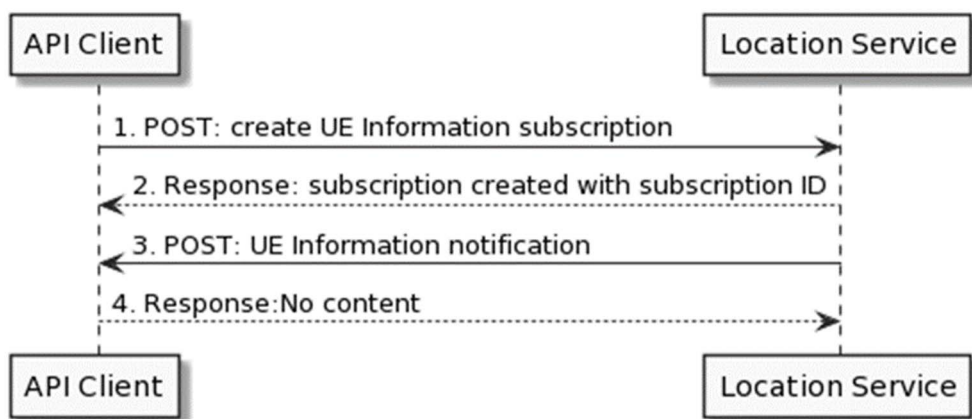 API Client
Location Service
1. POST: create UE Information subscription
2. Response: subscription created with subscription ID
3. POST: UE Information notification
4. Response:No content
API Client
Location Service